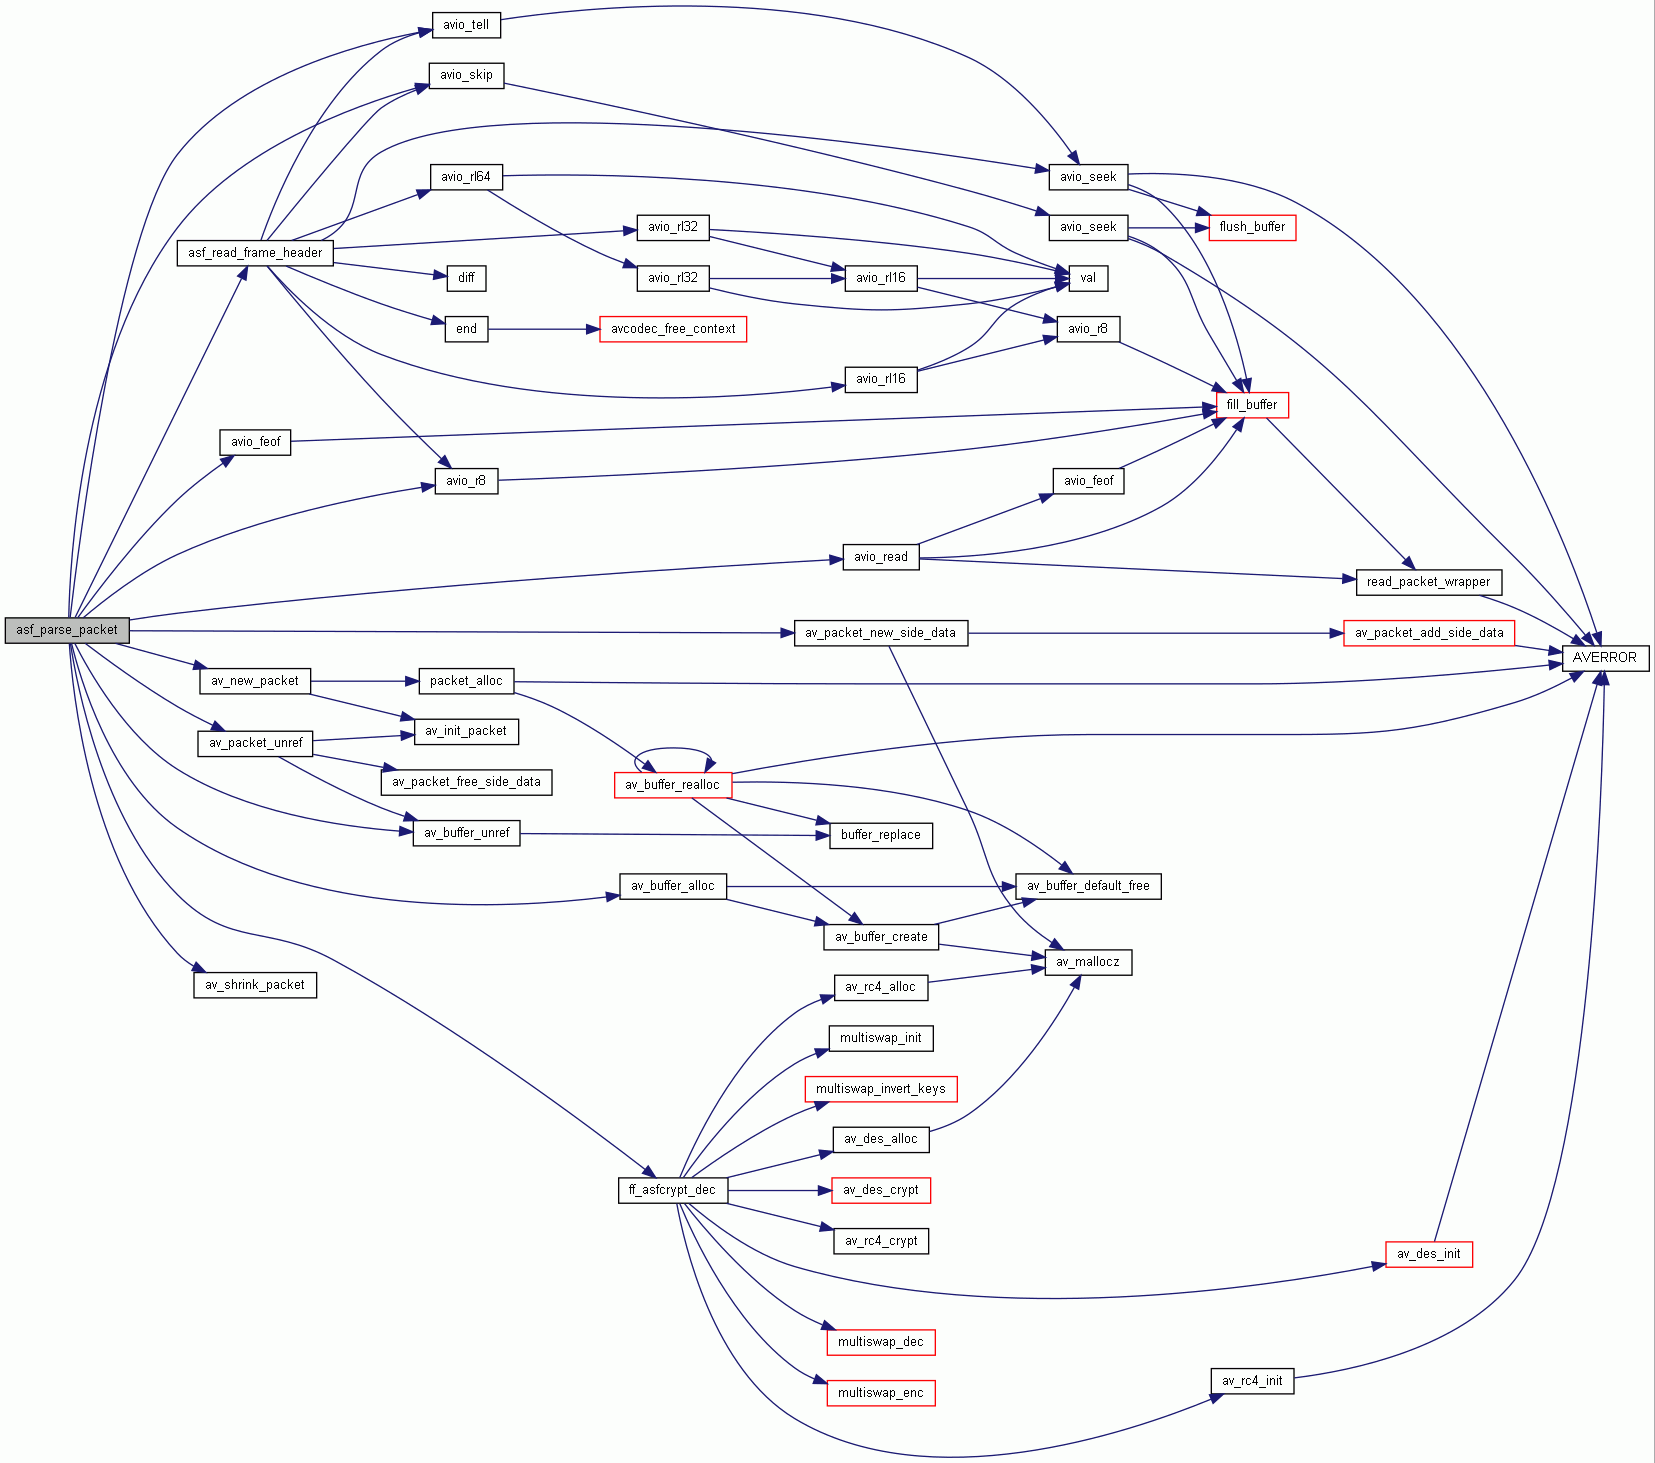 avio_tell
avio_skip
avio_rl64
avio_seek
avio_rl32
avio_seek
flush_buffer
asf_read_frame_header
diff
avio_rl32
avio_rl16
val
end
avcodec_free_context
avio_r8
avio_rl16
fill_buffer
avio_feof
avio_r8
avio_feof
avio_read
read_packet_wrapper
asf_parse_packet
av_packet_new_side_data
av_packet_add_side_data
AVERROR
av_new_packet
packet_alloc
av_init_packet
av_packet_unref
av_packet_free_side_data
av_buffer_realloc
av_buffer_unref
buffer_replace
av_buffer_alloc
av_buffer_default_free
av_buffer_create
av_mallocz
av_shrink_packet
av_rc4_alloc
multiswap_init
multiswap_invert_keys
av_des_alloc
ff_asfcrypt_dec
av_des_crypt
av_rc4_crypt
av_des_init
multiswap_dec
av_rc4_init
multiswap_enc